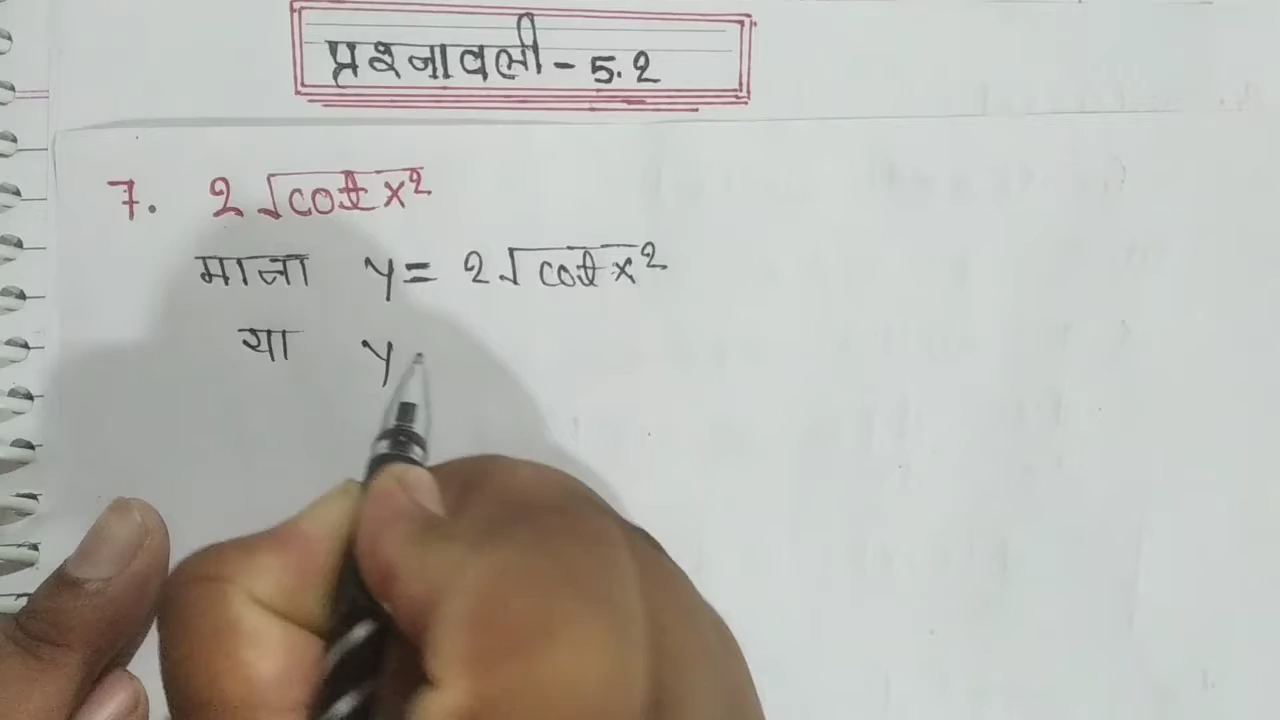 प्रश्नावली - 5.2
7. 2√cot x²
माना y = 2√cot x²
या y